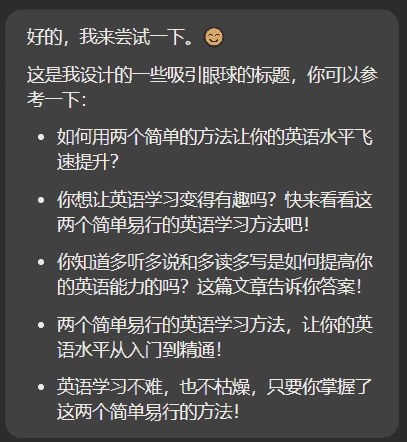 好的，我来尝试一下。😊
这是我设计的一些吸引眼球的标题，你可以参
考一下：
• 如何用两个简单的方法让你的英语水平飞
速提升？
• 你想让英语学习变得有趣吗？快来看看这
两个简单易行的英语学习方法吧！
• 你知道多听多说和多读多写是如何提高你
的英语能力的吗？这篇文章告诉你答案！
• 两个简单易行的英语学习方法，让你的英
语水平从入门到精通！
• 英语学习不难，也不枯燥，只要你掌握了
这两个简单易行的方法！